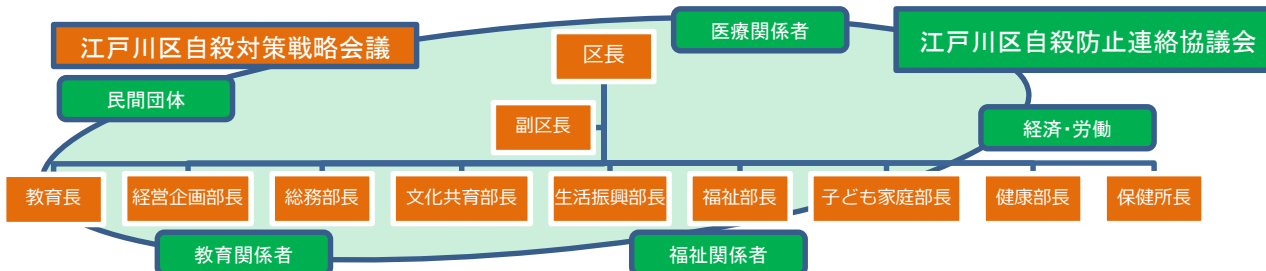 江戸川区自殺対策戦略会議
医療関係者
江戸川区自殺防止連絡協議会
区長
民間団体
副区長
経済・労働
教育長
経営企画部長
総務部長
文化共育部長
生活振興部長
福祉部長
子ども家庭部長
健康部長
保健所長
教育関係者
福祉関係者